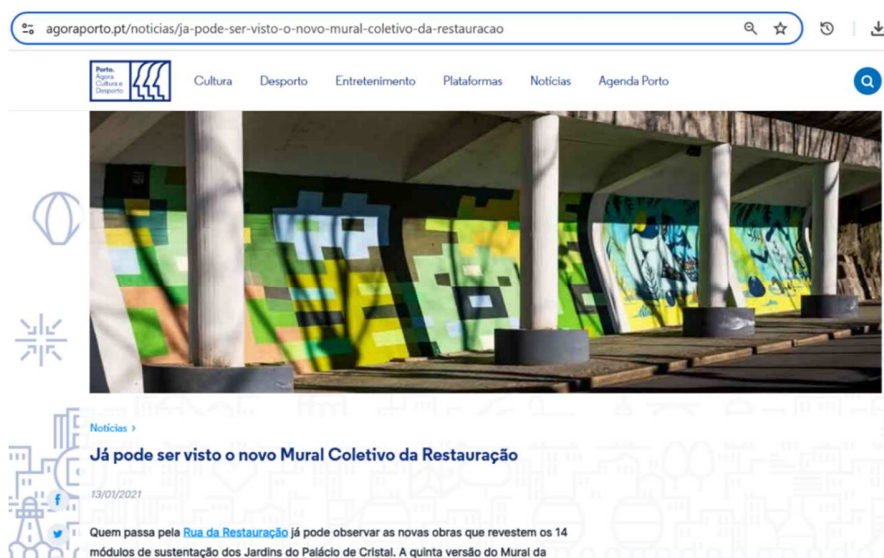 agoraporto.pt/noticias/ja-pode-ser-visto-o-novo-mural-coletivo-da-restauracao
Porto.
Ágora
Cultura e
Desporto
Cultura Desporto Entretenimento Plataformas Notícias Agenda Porto
Notícias >
Já pode ser visto o novo Mural Coletivo da Restauração
13/01/2021
Quem passa pela Rua da Restauração já pode observar as novas obras que revestem os 14
módulos de sustentação dos Jardins do Palácio de Cristal. A quinta versão do Mural da